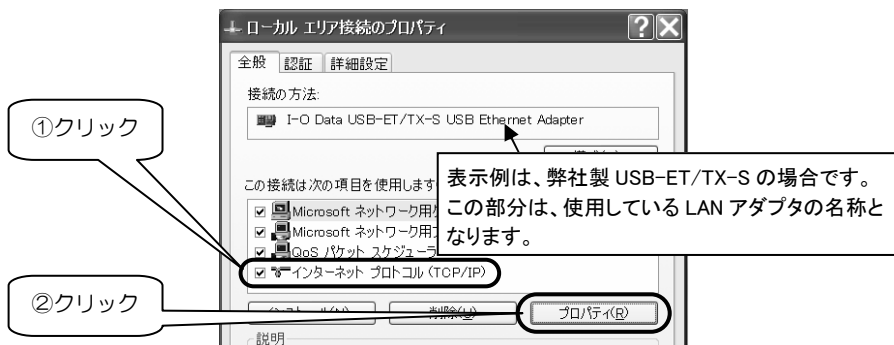 ローカル エリア接続のプロパティ
全般 認証 詳細設定
接続の方法:
I-O Data USB-ET/TX-S USB Ethernet Adapter
①クリック
表示例は、弊社製 USB-ET/TX-S の場合です。
この部分は、使用している LAN アダプタの名称と
なります。
この接続は次の項目を使用します
Microsoft ネットワーク用
Microsoft ネットワーク用
QoS パケット スケジューラ
インターネット プロトコル (TCP/IP)
②クリック
削除(U) プロパティ(R)
説明